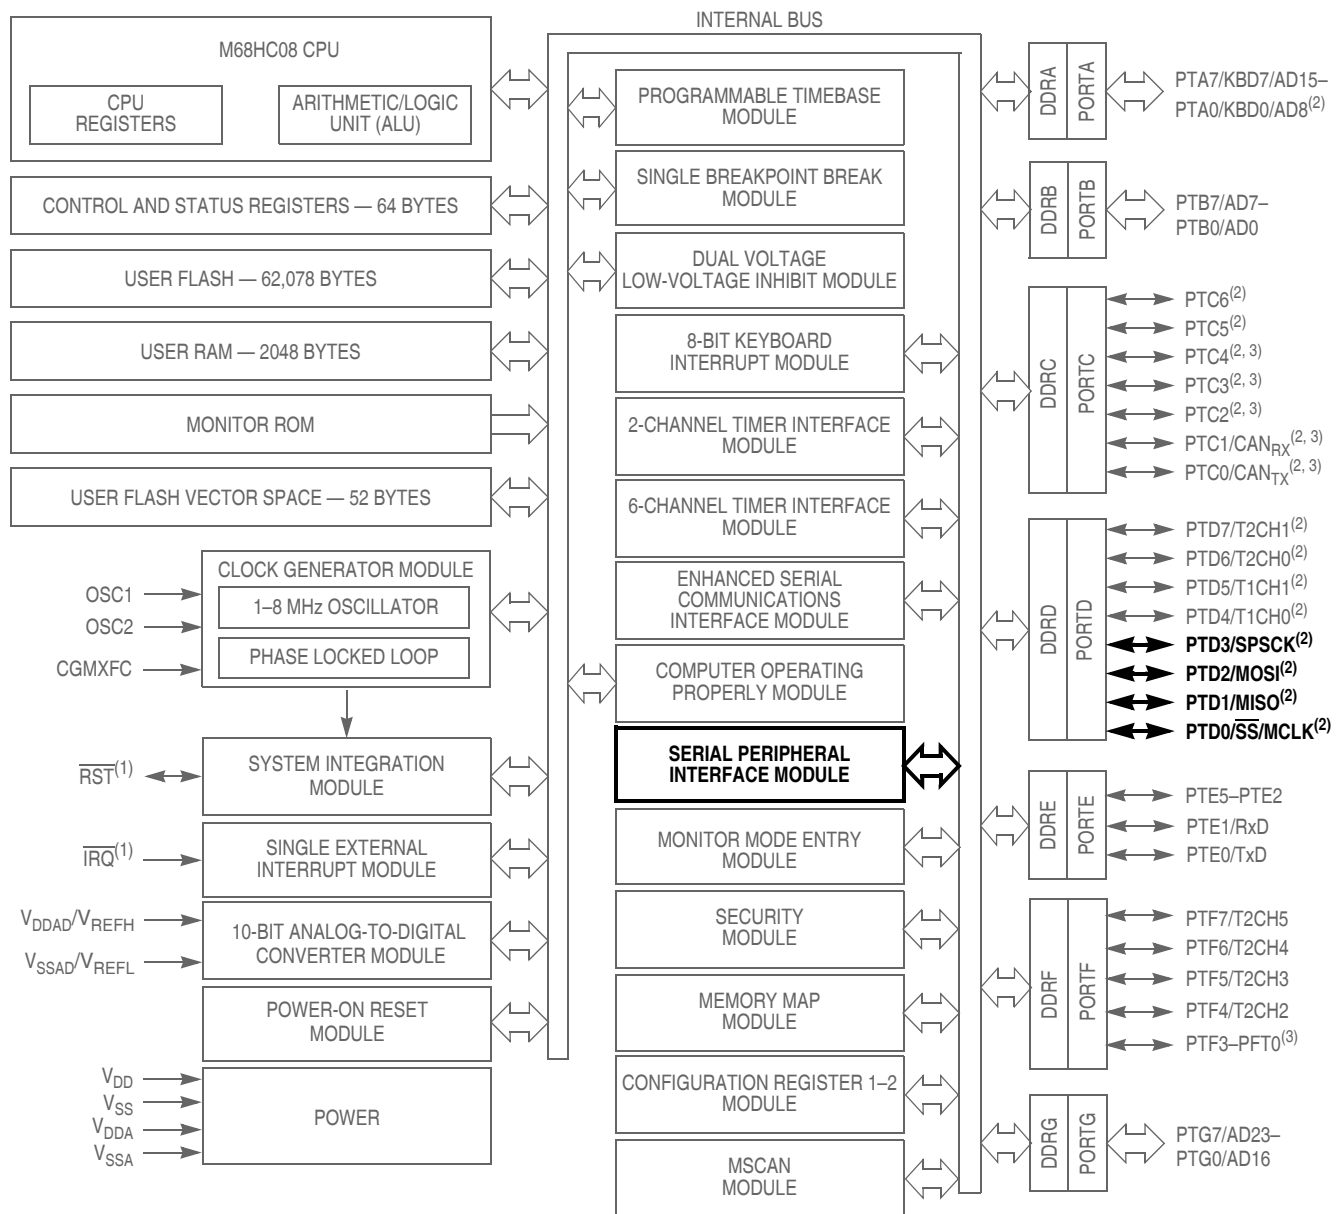 INTERNAL BUS
M68HC08 CPU
CPU
REGISTERS
ARITHMETIC/LOGIC
UNIT (ALU)
CONTROL AND STATUS REGISTERS — 64 BYTES
USER FLASH — 62,078 BYTES
USER RAM — 2048 BYTES
MONITOR ROM
USER FLASH VECTOR SPACE — 52 BYTES
OSC1
OSC2
CGMXFC
CLOCK GENERATOR MODULE
1–8 MHz OSCILLATOR
PHASE LOCKED LOOP
RST(1)
SYSTEM INTEGRATION
MODULE
IRQ(1)
SINGLE EXTERNAL
INTERRUPT MODULE
VDDAD/VREFH
VSSAD/VREFL
10-BIT ANALOG-TO-DIGITAL
CONVERTER MODULE
POWER-ON RESET
MODULE
VDD
VSS
VDDA
VSSA
POWER
PROGRAMMABLE TIMEBASE
MODULE
SINGLE BREAKPOINT BREAK
MODULE
DUAL VOLTAGE
LOW-VOLTAGE INHIBIT MODULE
8-BIT KEYBOARD
INTERRUPT MODULE
2-CHANNEL TIMER INTERFACE
MODULE
6-CHANNEL TIMER INTERFACE
MODULE
ENHANCED SERIAL
COMMUNICATIONS
INTERFACE MODULE
COMPUTER OPERATING
PROPERLY MODULE
SERIAL PERIPHERAL
INTERFACE MODULE
MONITOR MODE ENTRY
MODULE
SECURITY
MODULE
MEMORY MAP
MODULE
CONFIGURATION REGISTER 1–2
MODULE
MSCAN
MODULE
DDRA
PORTA
PTA7/KBD7/AD15–
PTA0/KBD0/AD8(2)
DDRB
PORTB
PTB7/AD7–
PTB0/AD0
DDRC
PORTC
PTC6(2)
PTC5(2)
PTC4(2, 3)
PTC3(2, 3)
PTC2(2, 3)
PTC1/CANRX(2, 3)
PTC0/CANTX(2, 3)
DDRD
PORTD
PTD7/T2CH1(2)
PTD6/T2CH0(2)
PTD5/T1CH1(2)
PTD4/T1CH0(2)
PTD3/SPSCK(2)
PTD2/MOSI(2)
PTD1/MISO(2)
PTD0/SS/MCLK(2)
DDRE
PORTE
PTE5–PTE2
PTE1/RxD
PTE0/TxD
DDRF
PORTF
PTF7/T2CH5
PTF6/T2CH4
PTF5/T2CH3
PTF4/T2CH2
PTF3–PFT0(3)
DDRG
PORTG
PTG7/AD23–
PTG0/AD16